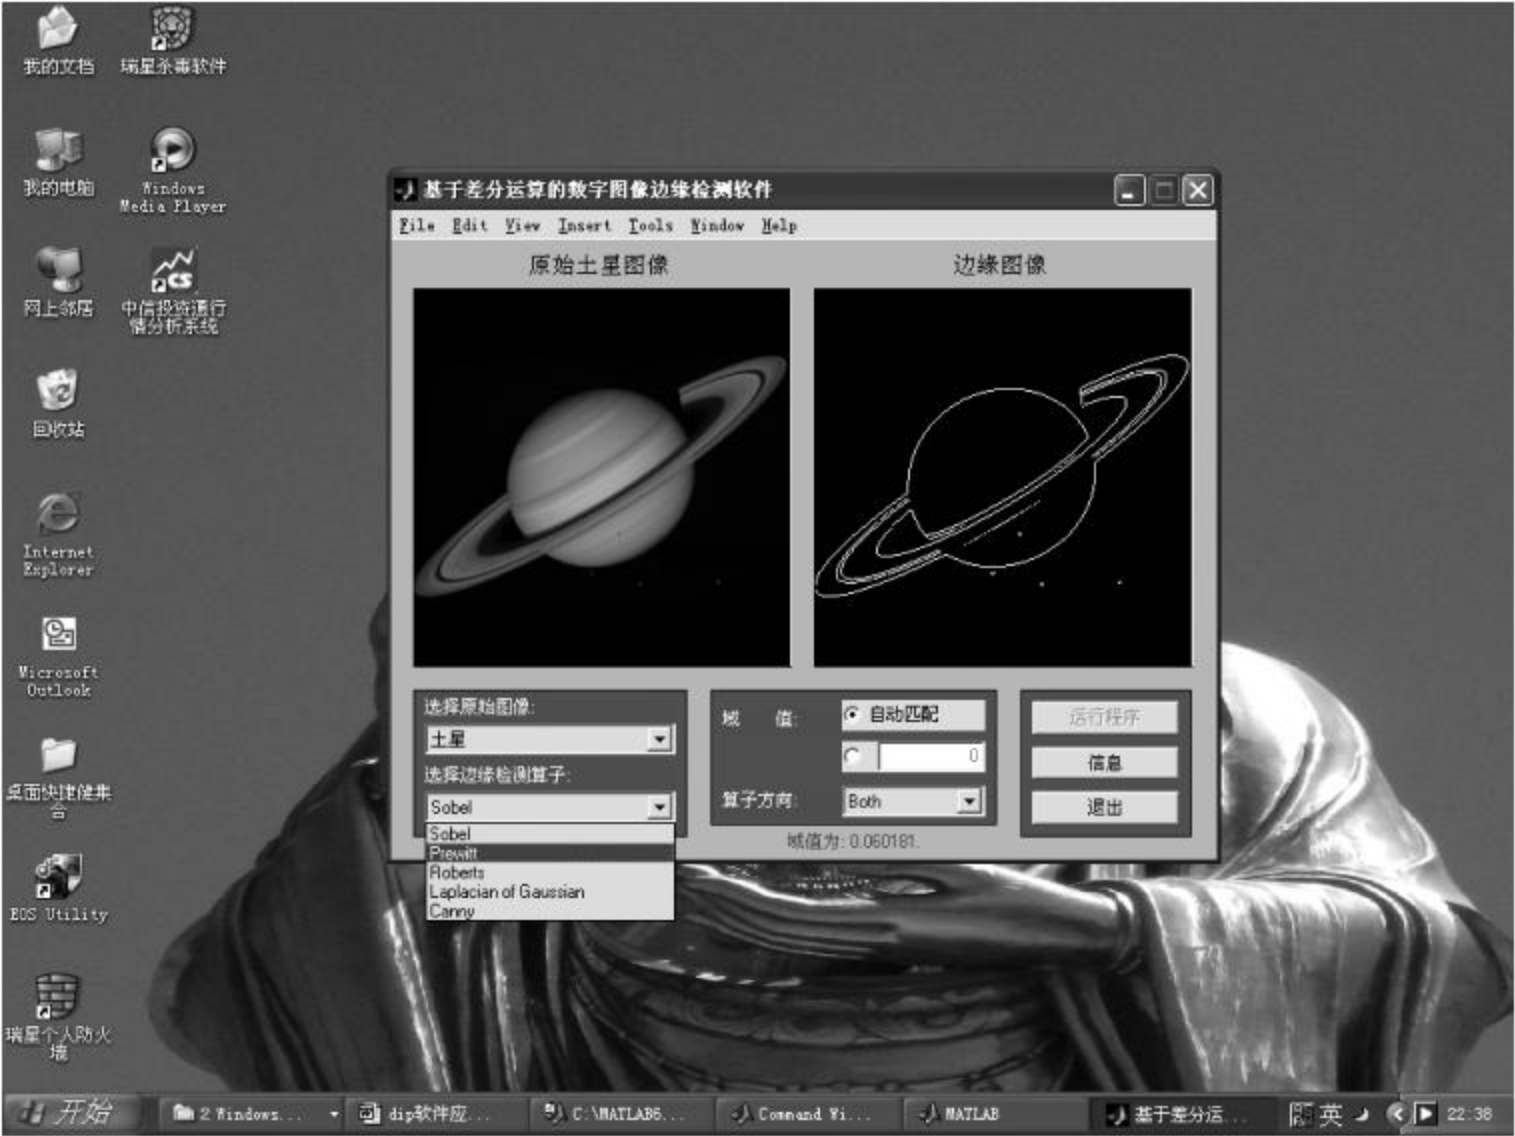 我的文档
瑞星杀毒软件
我的电脑
Windows
Media Player
网上邻居
中信投资通行
情分析系统
回收站
Internet
Explorer
Microsoft
Outlook
桌面快捷键集
合
EOS Utility
瑞星个人防火
墙
基于差分运算的数字图像边缘检测软件
File Edit View Insert Tools Window Help
原始土星图像
边缘图像
选择原始图像:
土星
选择边缘检测算子:
Sobel
Sobel
Prewitt
Roberts
Laplacian of Gaussian
Canny
域 值:
自动匹配
0
算子方向:
Both
域值为: 0.060181.
运行程序
信息
退出
开始
2 Windows...
dip软件应...
C:\MATLAB6...
Command Wi...
MATLAB
基于差分运...
英
22:38